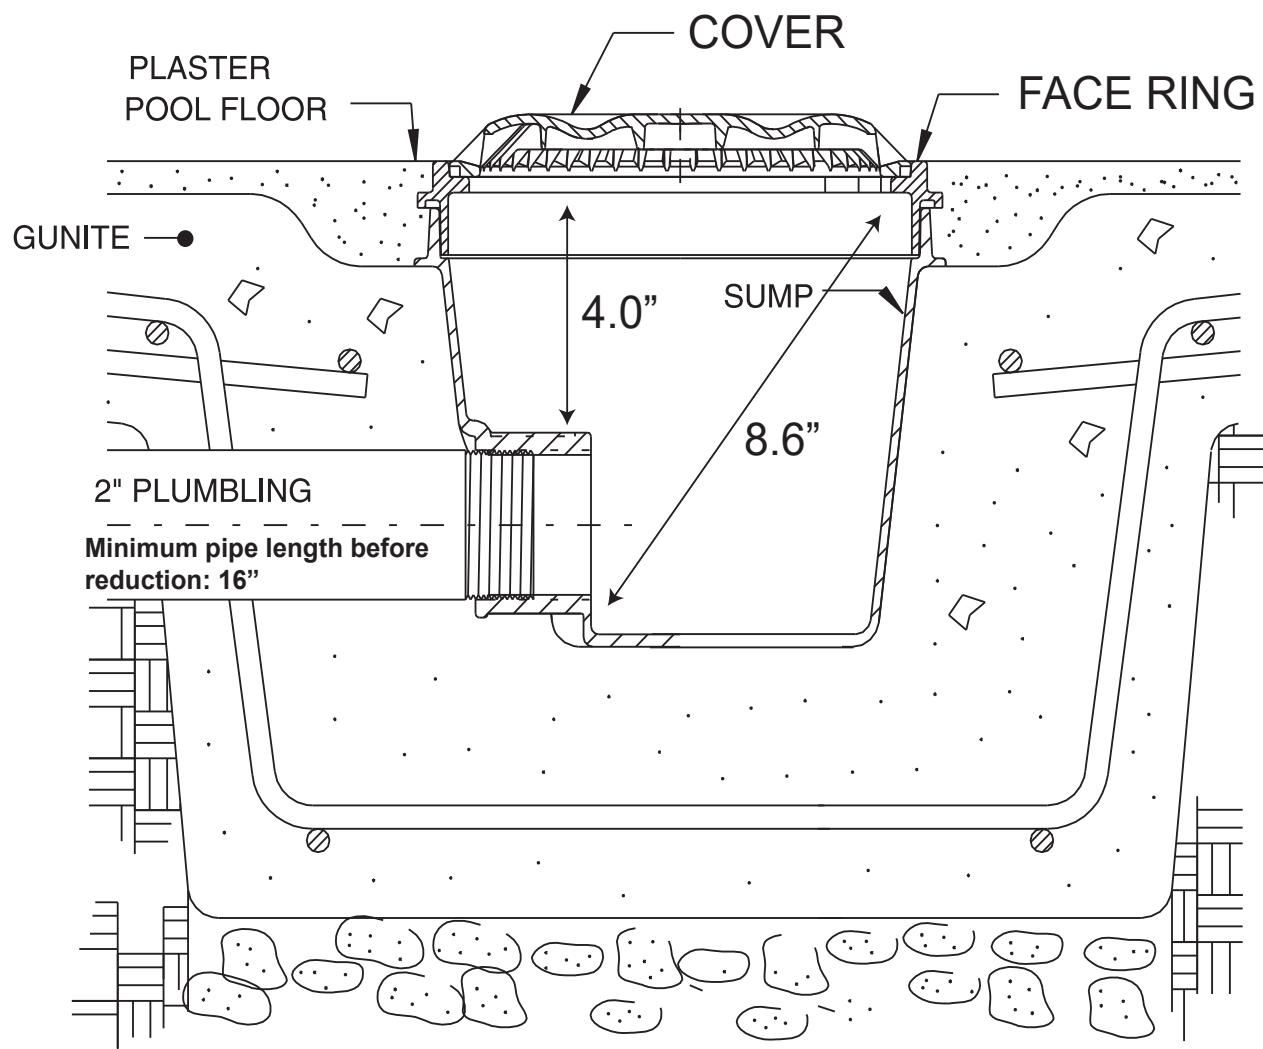 COVER
PLASTER
POOL FLOOR
FACE RING
GUNITE
4.0”
SUMP
8.6”
2" PLUMBLING
Minimum pipe length before
reduction: 16”